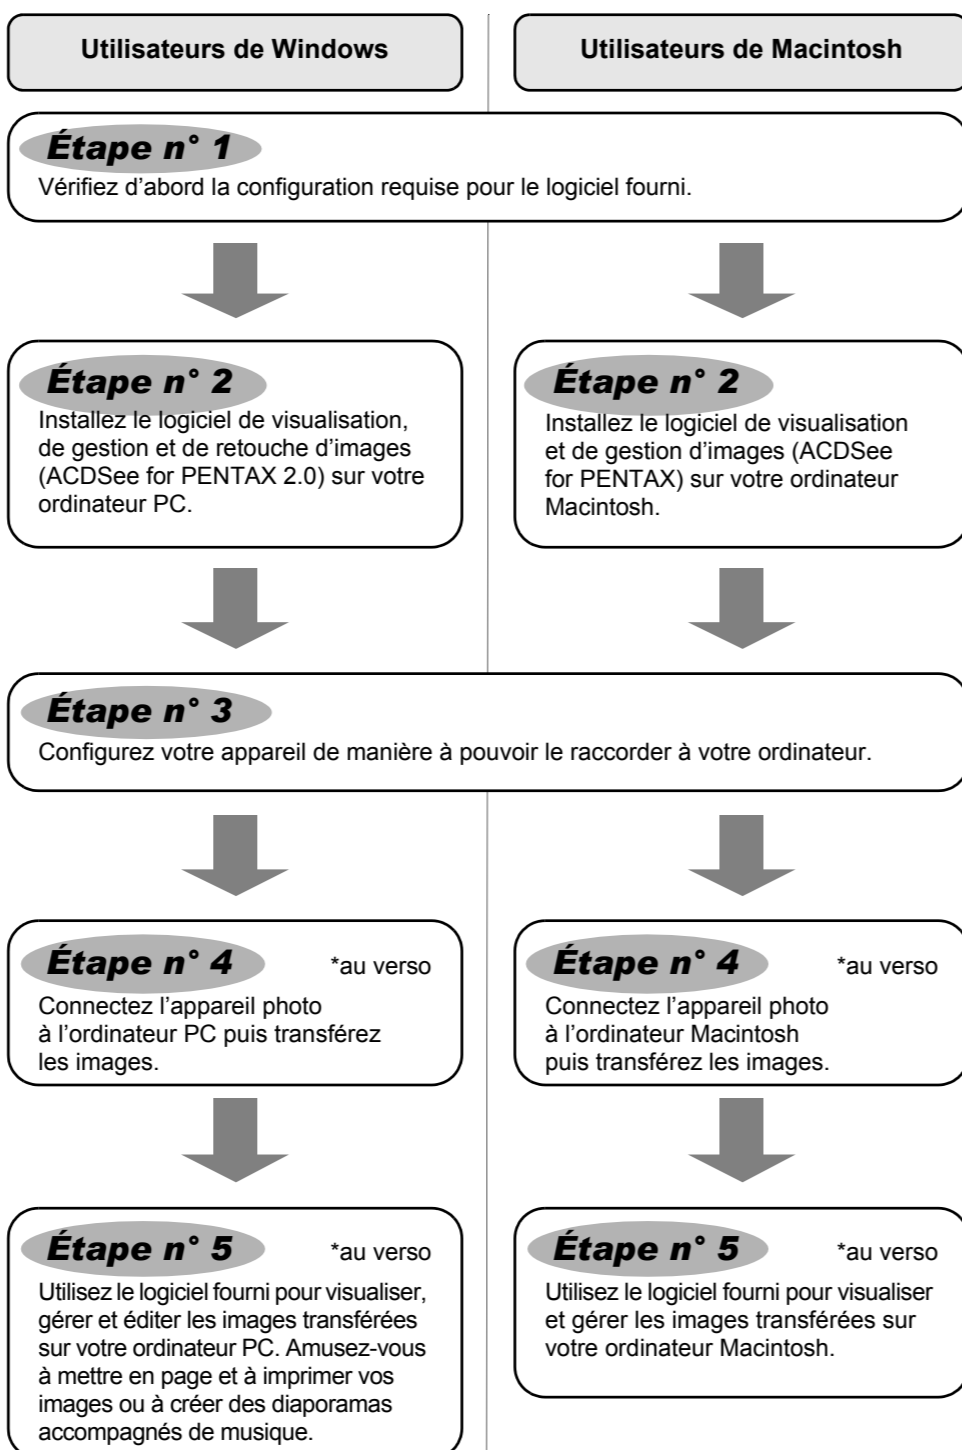 Utilisateurs de Windows
Utilisateurs de Macintosh
Étape n° 1
Vérifiez d’abord la configuration requise pour le logiciel fourni.
Étape n° 2
Installez le logiciel de visualisation,
de gestion et de retouche d’images
(ACDSee for PENTAX 2.0) sur votre
ordinateur PC.
Étape n° 2
Installez le logiciel de visualisation
et de gestion d’images (ACDSee
for PENTAX) sur votre ordinateur
Macintosh.
Étape n° 3
Configurez votre appareil de manière à pouvoir le raccorder à votre ordinateur.
Étape n° 4 *au verso
Connectez l’appareil photo
à l’ordinateur PC puis transférez
les images.
Étape n° 4 *au verso
Connectez l’appareil photo
à l’ordinateur Macintosh
puis transférez les images.
Étape n° 5 *au verso
Utilisez le logiciel fourni pour visualiser,
gérer et éditer les images transférées
sur votre ordinateur PC. Amusez-vous
à mettre en page et à imprimer vos
images ou à créer des diaporamas
accompagnés de musique.
Étape n° 5 *au verso
Utilisez le logiciel fourni pour visualiser
et gérer les images transférées sur
votre ordinateur Macintosh.